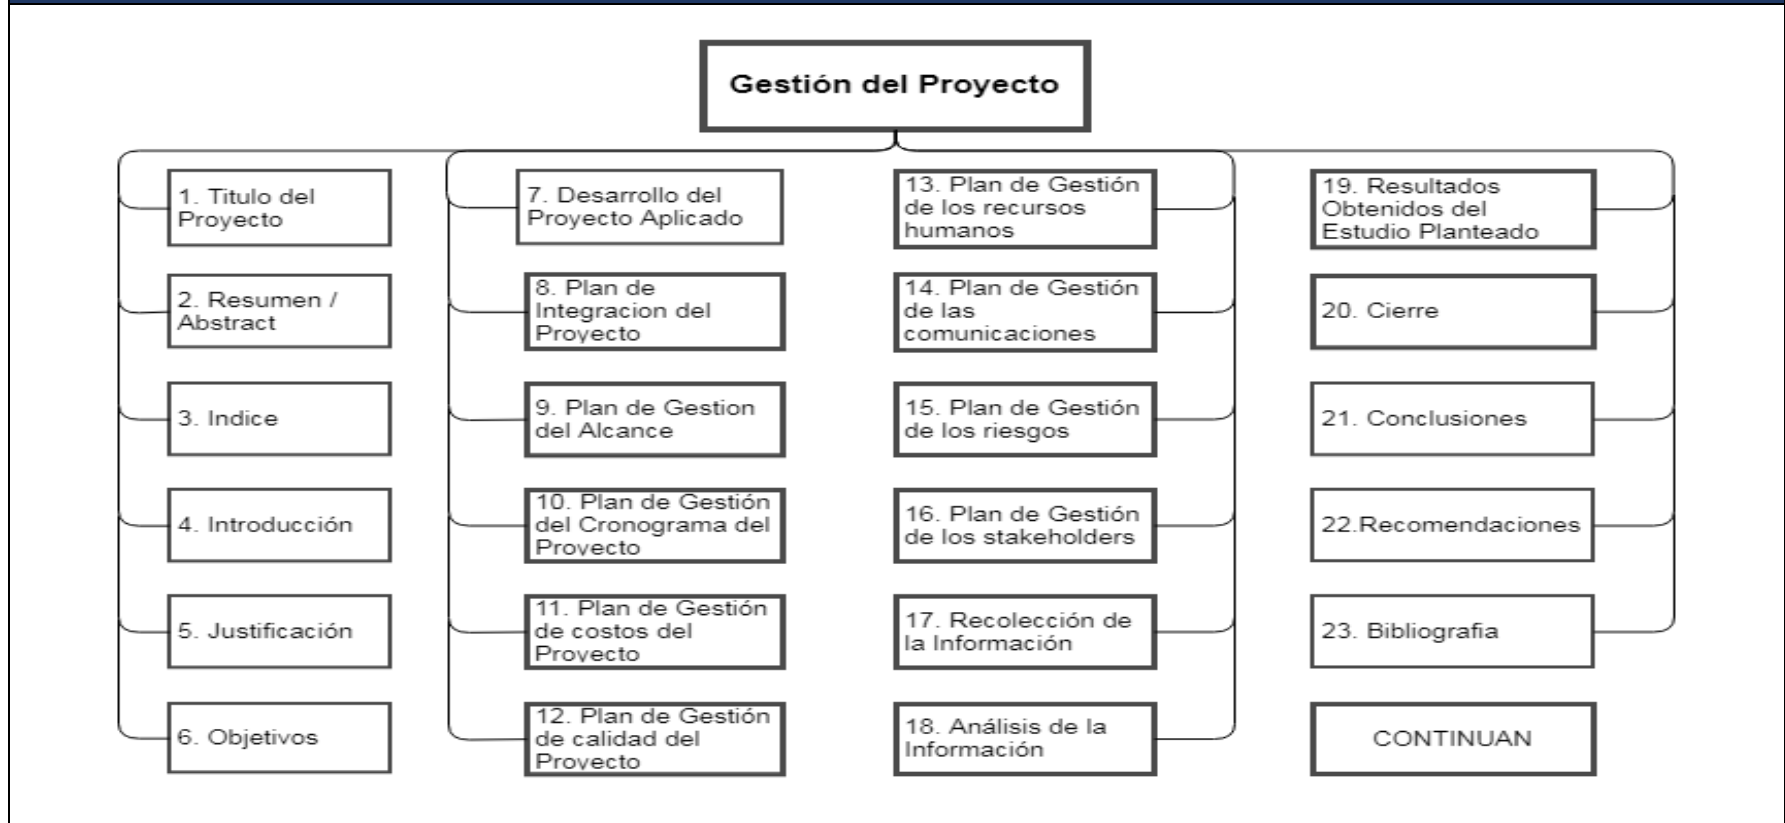 Gestión del Proyecto
1. Titulo del
Proyecto
2. Resumen /
Abstract
3. Indice
4. Introducción
5. Justificación
6. Objetivos
7. Desarrollo del
Proyecto Aplicado
8. Plan de
Integracion del
Proyecto
9. Plan de Gestion
del Alcance
10. Plan de Gestión
del Cronograma del
Proyecto
11. Plan de Gestión
de costos del
Proyecto
12. Plan de Gestión
de calidad del
Proyecto
13. Plan de Gestión
de los recursos
humanos
14. Plan de Gestión
de las
comunicaciones
15. Plan de Gestión
de los riesgos
16. Plan de Gestión
de los stakeholders
17. Recolección de
la Información
18. Análisis de la
Información
19. Resultados
Obtenidos del
Estudio Planteado
20. Cierre
21. Conclusiones
22.Recomendaciones
23. Bibliografia
CONTINUAN